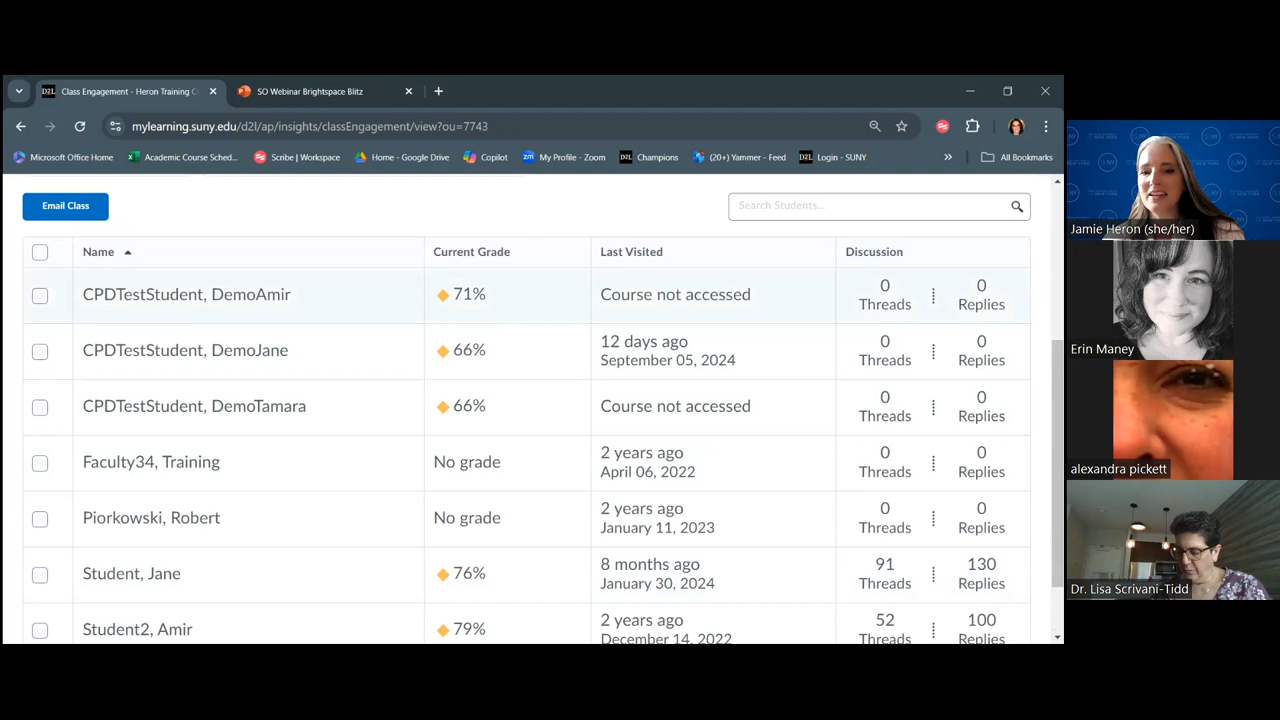 Class Engagement - Heron Training C
SO Webinar Brightspace Blitz
mylearning.suny.edu/d2l/ap/insights/classEngagement/view?ou=7743
Microsoft Office Home
Academic Course Sched...
Scribe | Workspace
Home - Google Drive
Copilot
My Profile - Zoom
Champions
(20+) Yammer - Feed
Login - SUNY
All Bookmarks
Email Class
Search Students...
Name
Current Grade
Last Visited
Discussion
CPDTestStudent, DemoAmir
71%
Course not accessed
0
Threads
0
Replies
CPDTestStudent, DemoJane
66%
12 days ago
September 05, 2024
0
Threads
0
Replies
CPDTestStudent, DemoTamara
66%
Course not accessed
0
Threads
0
Replies
Faculty34, Training
No grade
2 years ago
April 06, 2022
0
Threads
0
Replies
Piorkowski, Robert
No grade
2 years ago
January 11, 2023
0
Threads
0
Replies
Student, Jane
76%
8 months ago
January 30, 2024
91
Threads
130
Replies
Student2, Amir
79%
2 years ago
December 14, 2022
52
Threads
100
Replies
Jamie Heron (she/her)
Erin Maney
alexandra pickett
Dr. Lisa Scrivani-Tidd